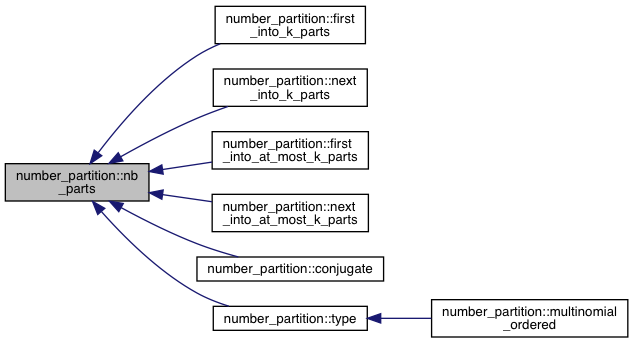 number_partition::first
_into_k_parts
number_partition::next
_into_k_parts
number_partition::first
_into_at_most_k_parts
number_partition::nb
_parts
number_partition::next
_into_at_most_k_parts
number_partition::conjugate
number_partition::type
number_partition::multinomial
_ordered